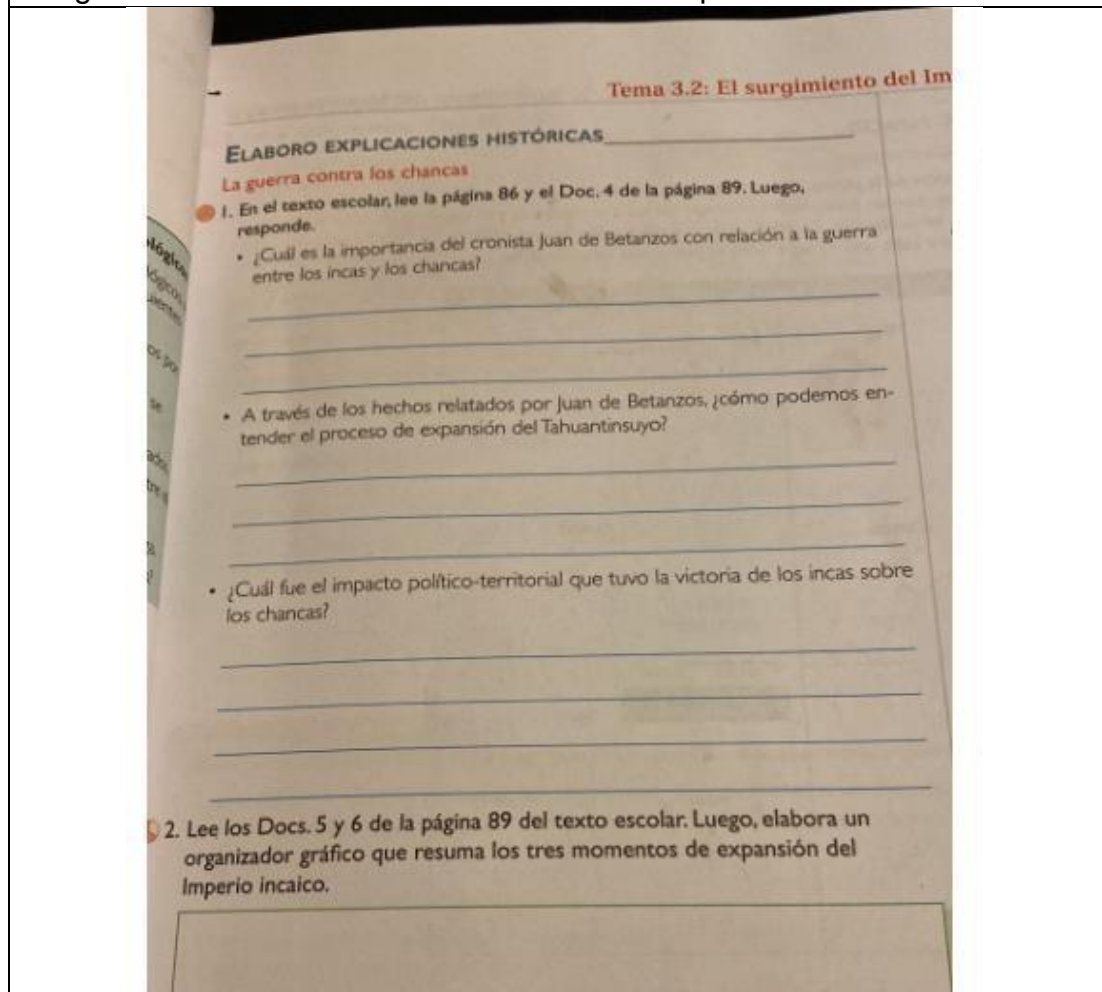 Tema 3.2: El surgimiento del Im
ELABORO EXPLICACIONES HISTÓRICAS
La guerra contra los chancas
1. En el texto escolar, lee la página 86 y el Doc. 4 de la página 89. Luego,
responde.
• ¿Cuál es la importancia del cronista Juan de Betanzos con relación a la guerra
entre los incas y los chancas?
• A través de los hechos relatados por Juan de Betanzos, ¿cómo podemos en-
tender el proceso de expansión del Tahuantinsuyo?
• ¿Cuál fue el impacto político-territorial que tuvo la victoria de los incas sobre
los chancas?
2. Lee los Docs. 5 y 6 de la página 89 del texto escolar. Luego, elabora un
organizador gráfico que resuma los tres momentos de expansión del
Imperio incaico.